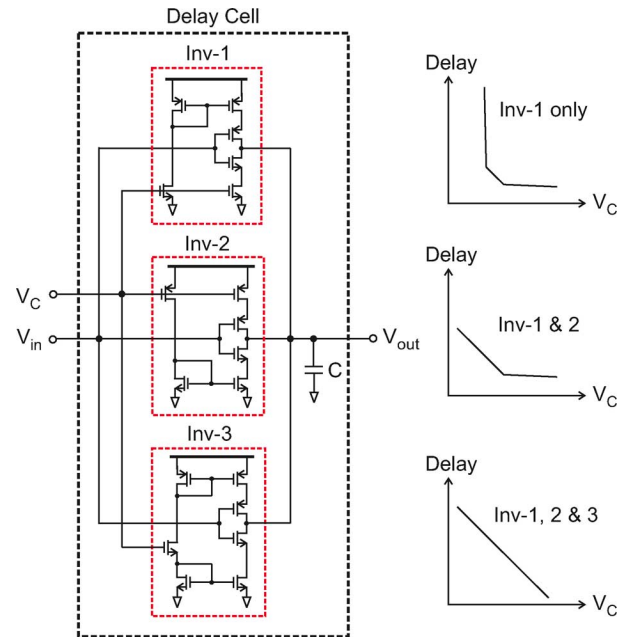 Delay Cell
Inv-1
Inv-2
Inv-3
V_C
V_in
V_out
C
Delay
Inv-1 only
V_C
Delay
Inv-1 & 2
V_C
Delay
Inv-1, 2 & 3
V_C